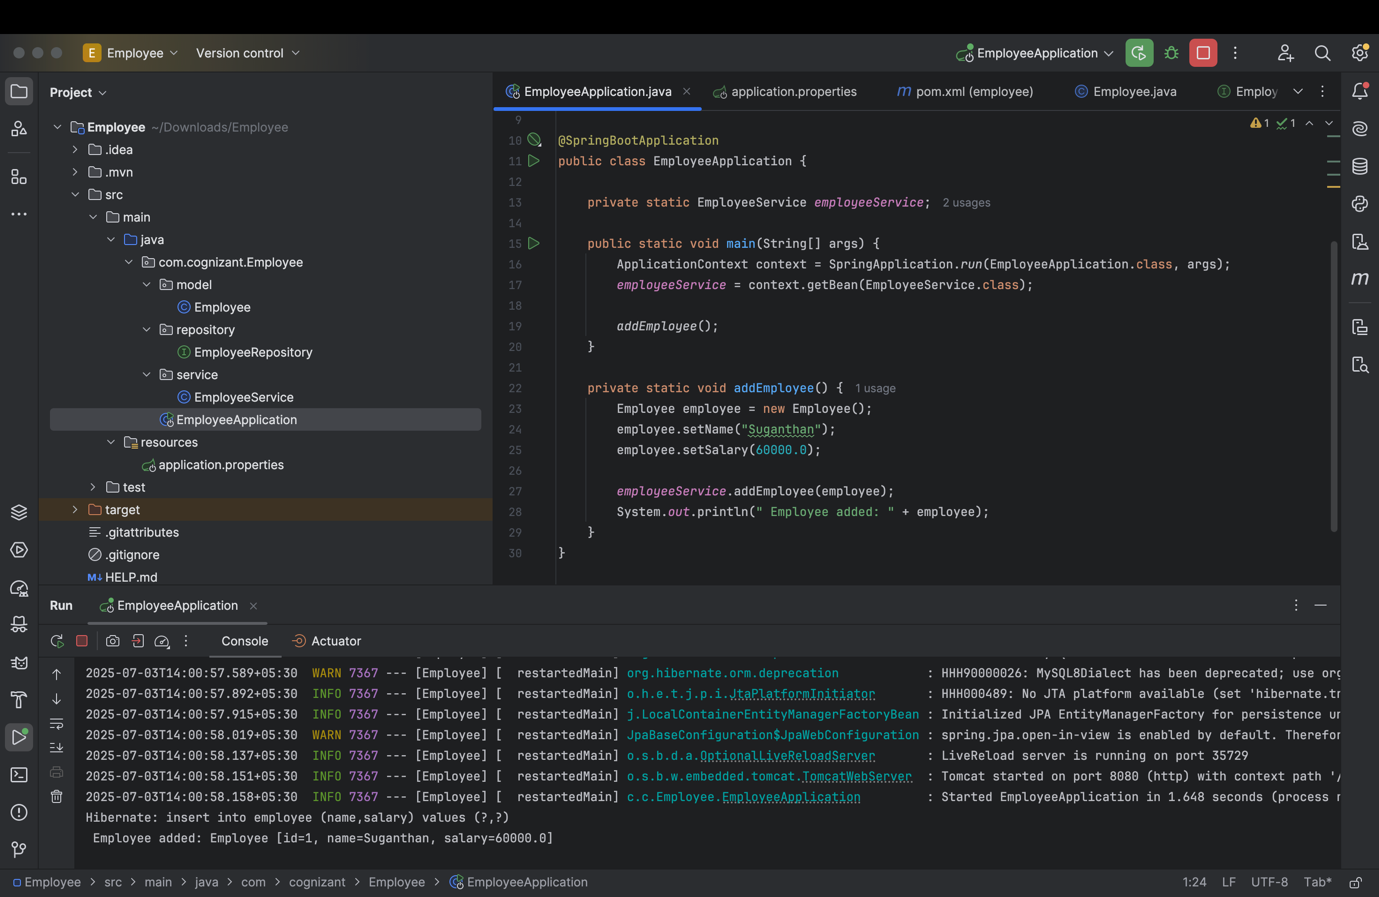 E Employee Version control EmployeeApplication
Project
EmployeeApplication.java application.properties m pom.xml (employee) Employee.java Employ
Employee ~/Downloads/Employee
.idea
.mvn
src
main
java
com.cognizant.Employee
model
Employee
repository
EmployeeRepository
service
EmployeeService
EmployeeApplication
resources
application.properties
test
target
.gitattributes
.gitignore
M↓ HELP.md
1 1
9
10 @SpringBootApplication
11 public class EmployeeApplication {
12
13 private static EmployeeService employeeService; 2 usages
14
15 public static void main(String[] args) {
16 ApplicationContext context = SpringApplication.run(EmployeeApplication.class, args);
17 employeeService = context.getBean(EmployeeService.class);
18
19 addEmployee();
20 }
21
22 private static void addEmployee() { 1 usage
23 Employee employee = new Employee();
24 employee.setName("Suganthan");
25 employee.setSalary(60000.0);
26
27 employeeService.addEmployee(employee);
28 System.out.println(" Employee added: " + employee);
29 }
30 }
m
Run EmployeeApplication
Console Actuator
2025-07-03T14:00:57.589+05:30 WARN 7367 --- [Employee] [ restartedMain] org.hibernate.orm.deprecation : HHH90000026: MySQL8Dialect has been deprecated; use org
2025-07-03T14:00:57.892+05:30 INFO 7367 --- [Employee] [ restartedMain] o.h.e.t.j.p.i.JtaPlatformInitiator : HHH000489: No JTA platform available (set 'hibernate.tr
2025-07-03T14:00:57.915+05:30 INFO 7367 --- [Employee] [ restartedMain] j.LocalContainerEntityManagerFactoryBean : Initialized JPA EntityManagerFactory for persistence un
2025-07-03T14:00:58.019+05:30 WARN 7367 --- [Employee] [ restartedMain] JpaBaseConfiguration$JpaWebConfiguration : spring.jpa.open-in-view is enabled by default. Therefor
2025-07-03T14:00:58.137+05:30 INFO 7367 --- [Employee] [ restartedMain] o.s.b.d.a.OptionalLiveReloadServer : LiveReload server is running on port 35729
2025-07-03T14:00:58.151+05:30 INFO 7367 --- [Employee] [ restartedMain] o.s.b.w.embedded.tomcat.TomcatWebServer : Tomcat started on port 8080 (http) with context path '/
2025-07-03T14:00:58.158+05:30 INFO 7367 --- [Employee] [ restartedMain] c.c.Employee.EmployeeApplication : Started EmployeeApplication in 1.648 seconds (process r
Hibernate: insert into employee (name,salary) values (?,?)
Employee added: Employee [id=1, name=Suganthan, salary=60000.0]
Employee > src > main > java > com > cognizant > Employee > EmployeeApplication 1:24 LF UTF-8 Tab*